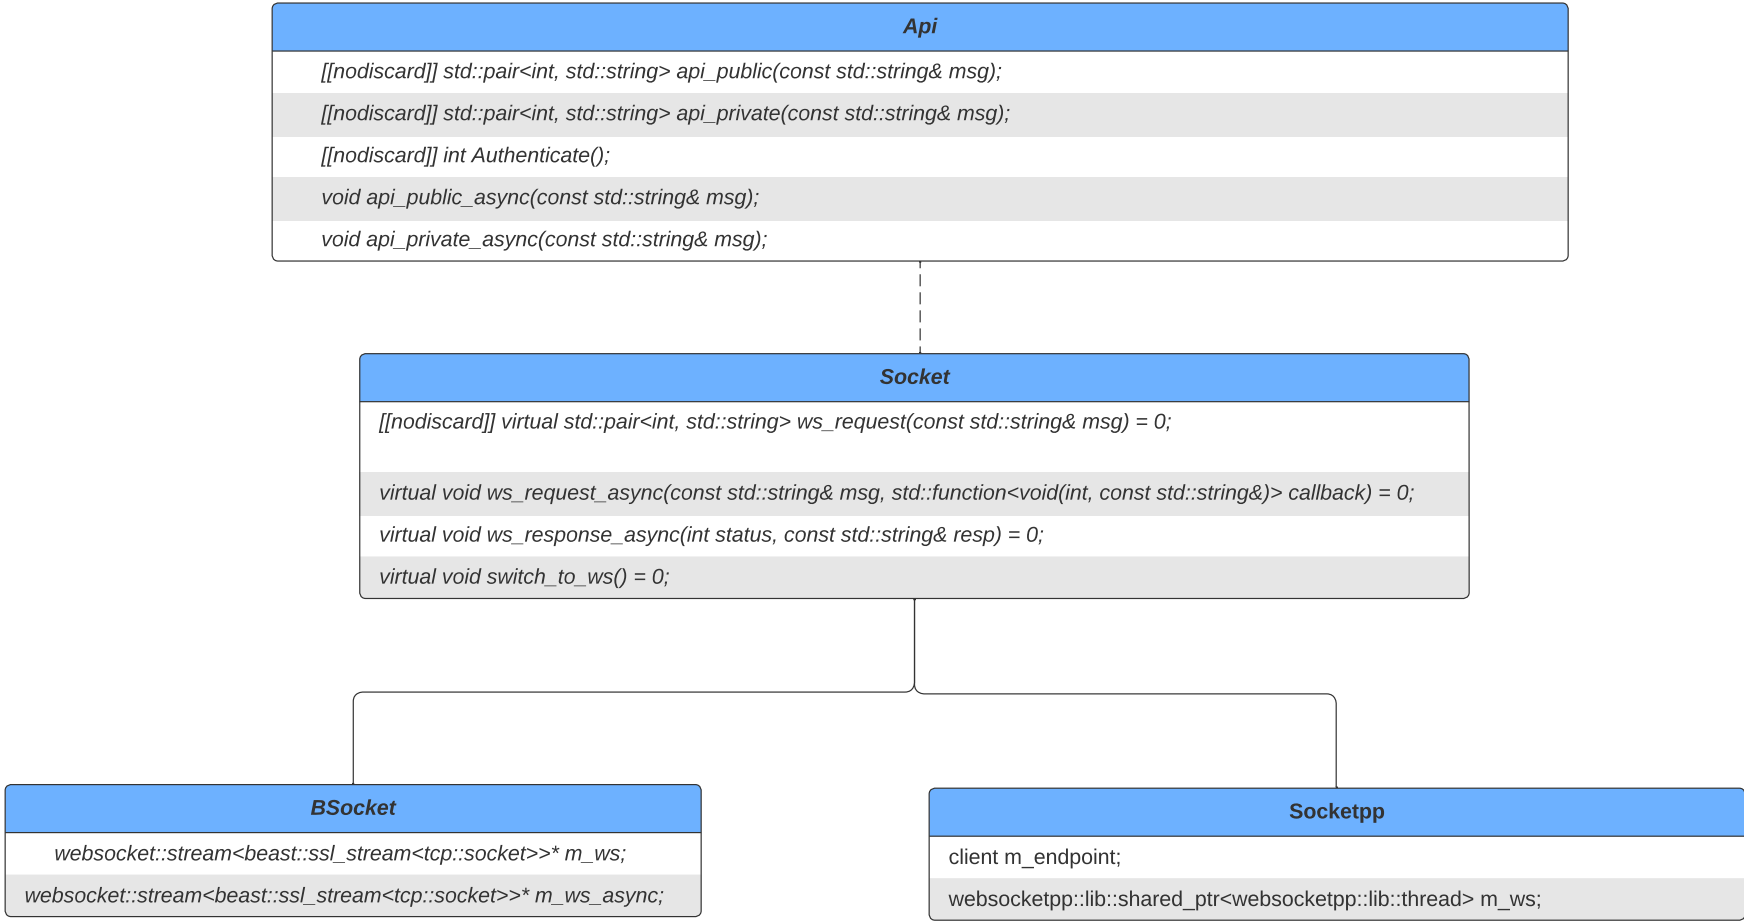 Api
[[nodiscard]] std::pair<int, std::string> api_public(const std::string& msg);
[[nodiscard]] std::pair<int, std::string> api_private(const std::string& msg);
[[nodiscard]] int Authenticate();
void api_public_async(const std::string& msg);
void api_private_async(const std::string& msg);
Socket
[[nodiscard]] virtual std::pair<int, std::string> ws_request(const std::string& msg) = 0;
virtual void ws_request_async(const std::string& msg, std::function<void(int, const std::string&)> callback) = 0;
virtual void ws_response_async(int status, const std::string& resp) = 0;
virtual void switch_to_ws() = 0;
BSocket
websocket::stream<beast::ssl_stream<tcp::socket>>* m_ws;
websocket::stream<beast::ssl_stream<tcp::socket>>* m_ws_async;
Socketpp
client m_endpoint;
websocketpp::lib::shared_ptr<websocketpp::lib::thread> m_ws;